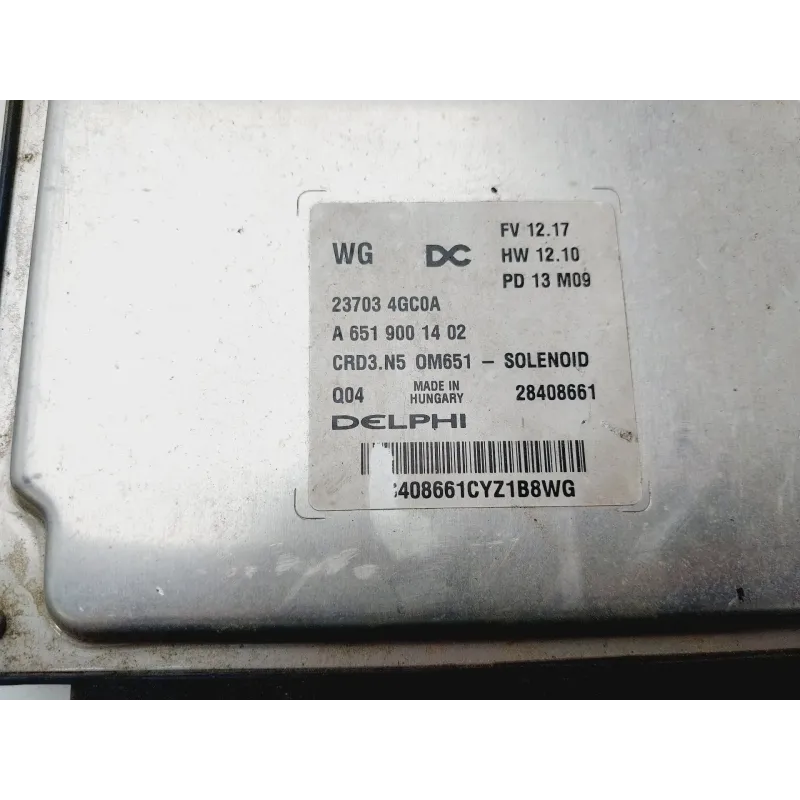 WG DC FV 12.17
HW 12.10
PD 13 M09
23703 4GC0A
A 651 900 14 02
CRD3.N5 OM651 – SOLENOID
Q04 MADE IN HUNGARY 28408661
DELPHI
408661CYZ1B8WG